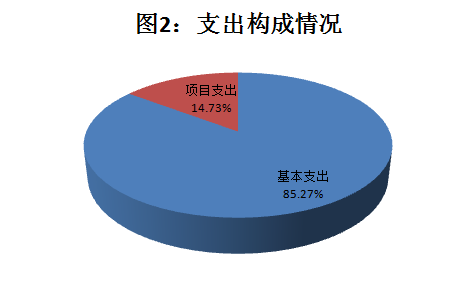 图2：支出构成情况
项目支出
14.73%
基本支出
85.27%